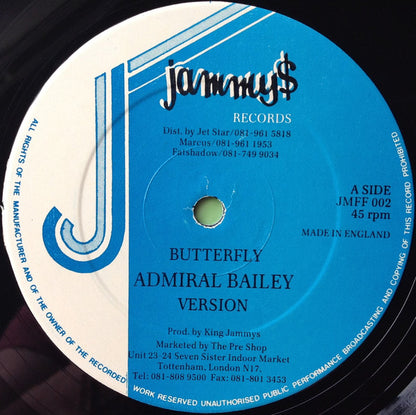 jammy$
RECORDS
Dist. by Jet Star/081-961 5818
Marcos/081-961 1953
Faishadow/081-749 9034
A SIDE
JMFF 002
45 rpm
MADE IN ENGLAND
BUTTERFLY
ADMIRAL BAILEY
VERSION
Prod. by King Jammys
Marketed by The Pre Shop
Unit 23-24 Seven Sister Indoor Market
Tottenham, London N17.
Tel: 081-808 9500 Fax: 081-801 3453
ALL RIGHTS OF THE MANUFACTURER AND OF THE OWNER OF THE RECORDED WORK RESERVED UNAUTHORISED PUBLIC PERFORMANCE BROADCASTING AND COPYING OF THIS RECORD PROHIBITED